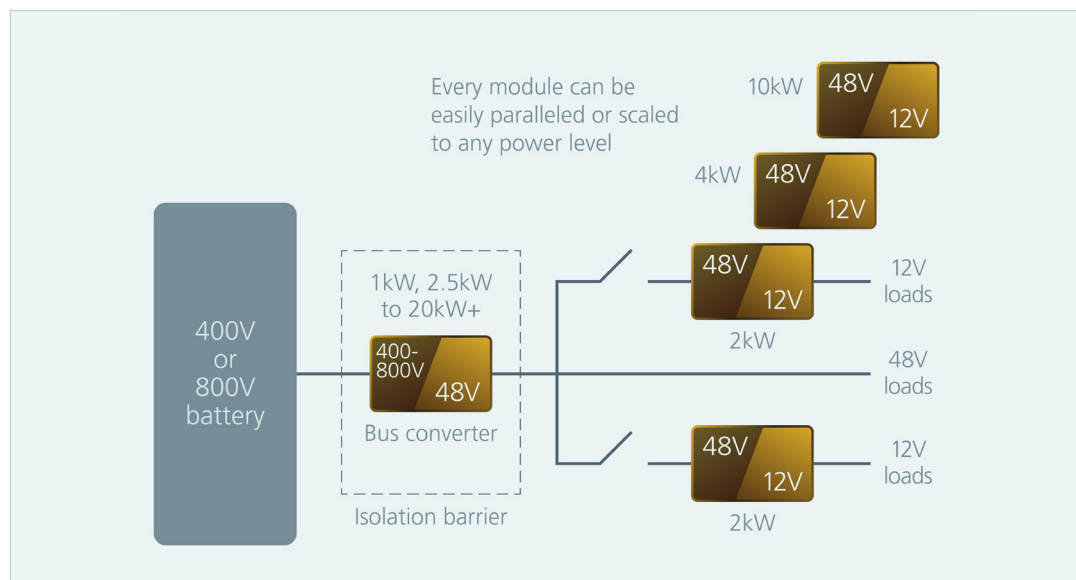 Every module can be
easily paralleled or scaled
to any power level
10kW
48V
12V
4kW
48V
12V
400V
or
800V
battery
1kW, 2.5kW
to 20kW+
400-
800V
48V
Bus converter
Isolation barrier
48V
12V
2kW
12V
loads
48V
loads
48V
12V
2kW
12V
loads